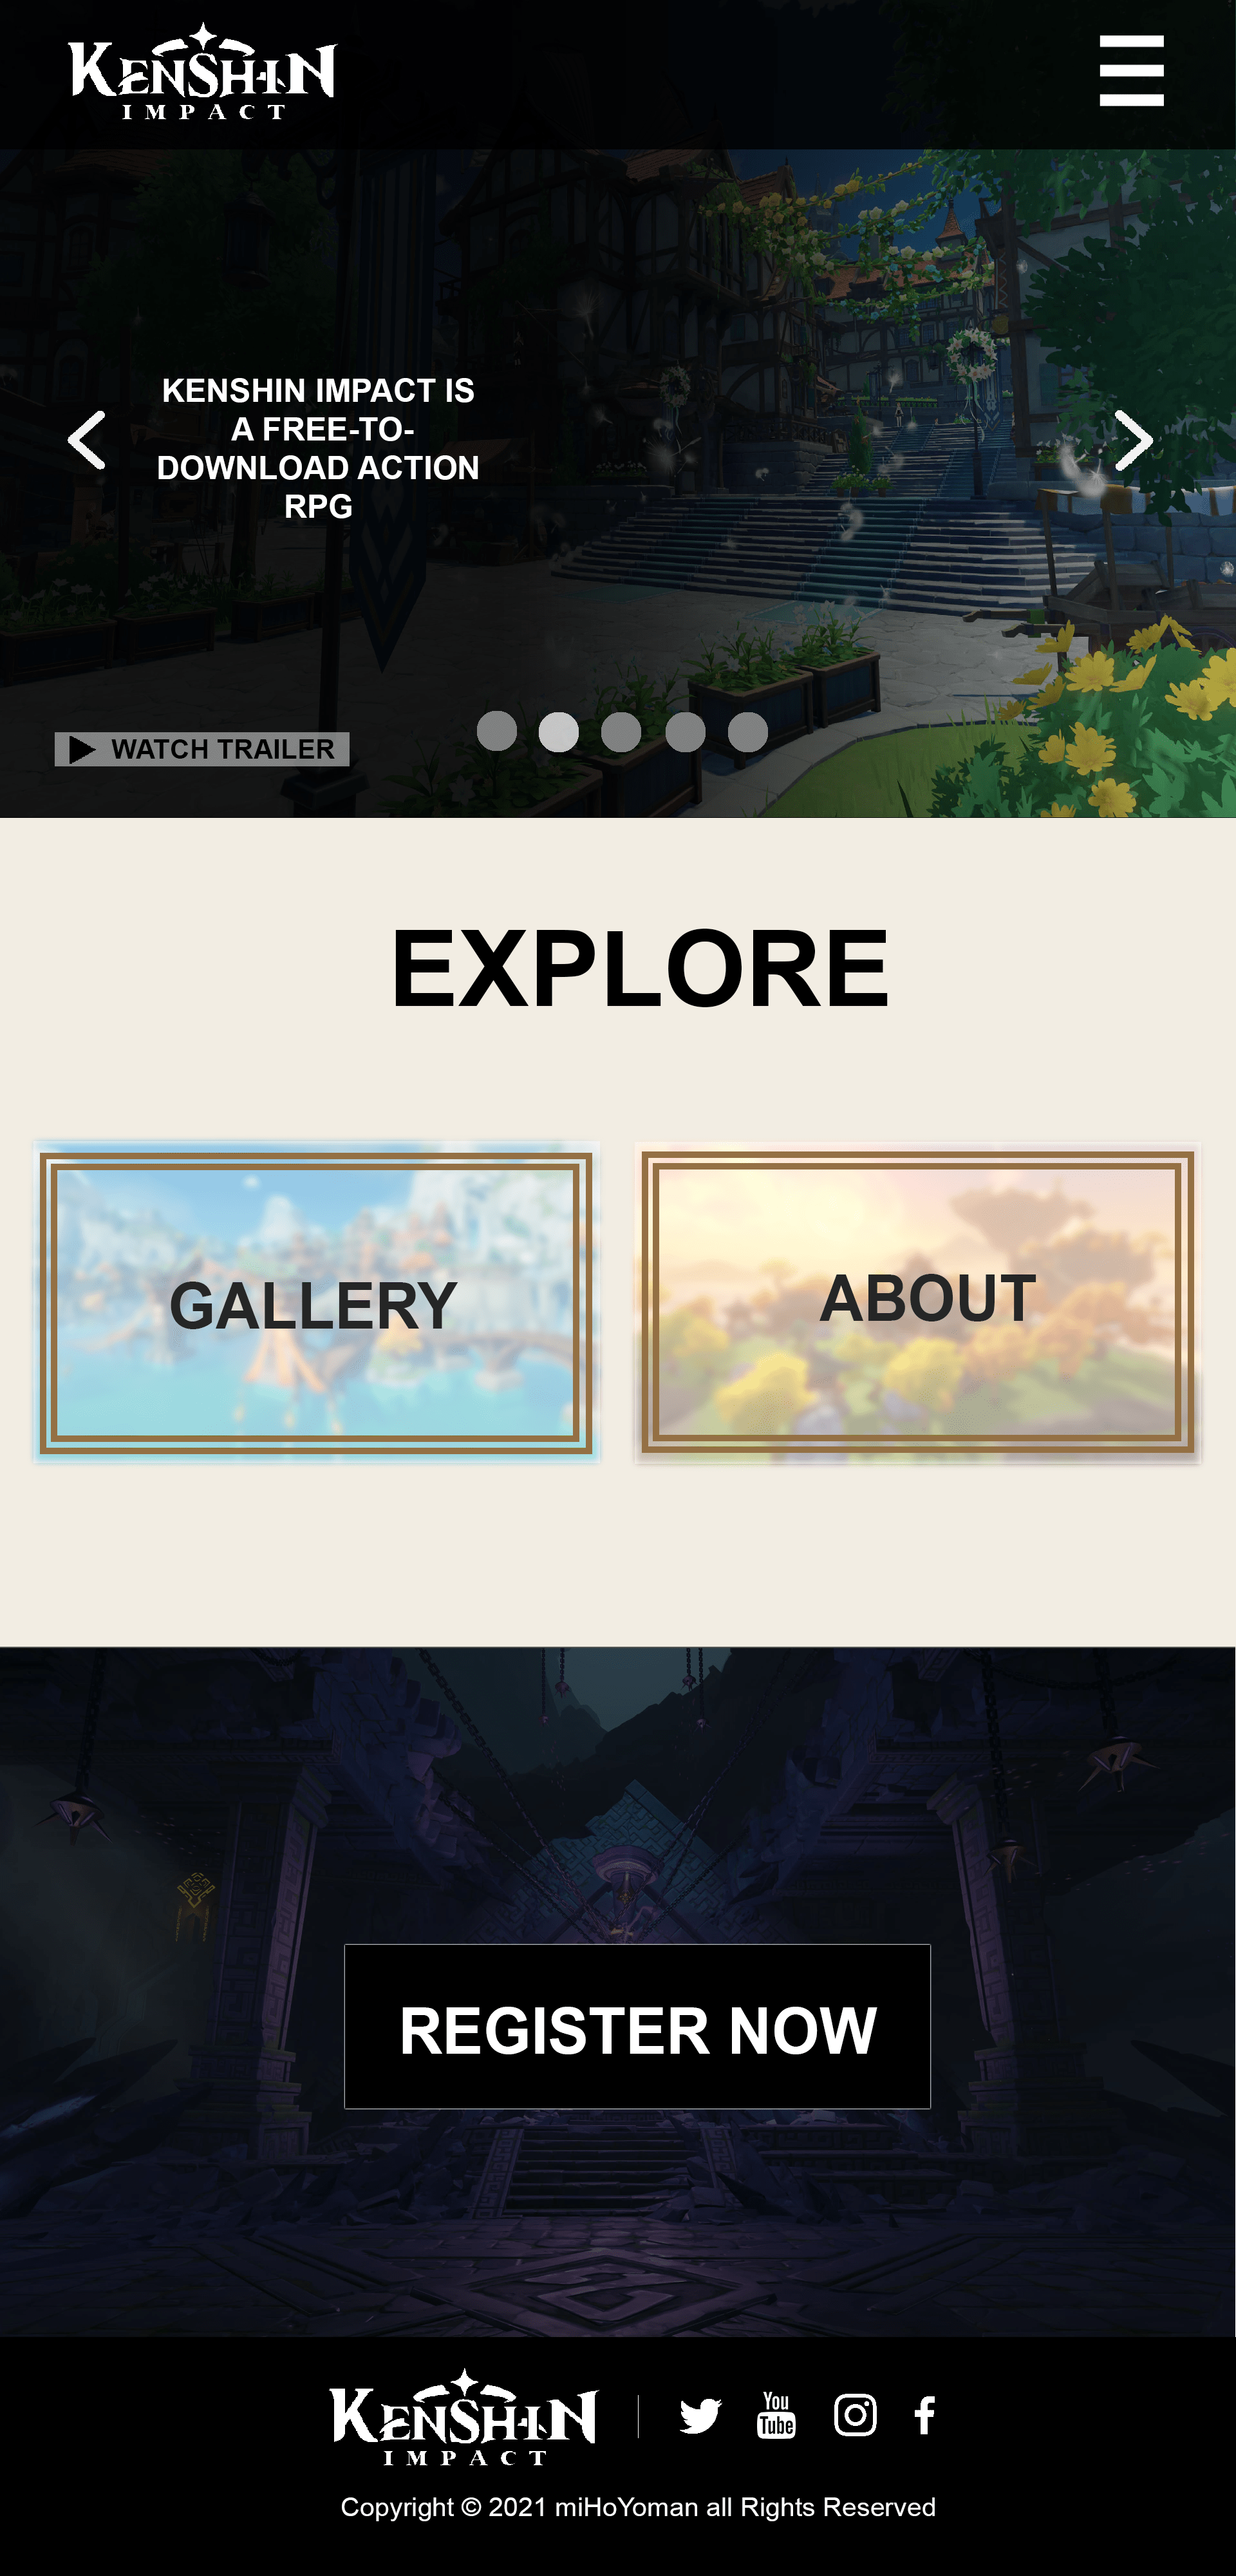 KENSHIN
IMPACT
KENSHIN IMPACT IS
A FREE-TO-
DOWNLOAD ACTION
RPG
WATCH TRAILER
EXPLORE
GALLERY
ABOUT
REGISTER NOW
KENSHIN
IMPACT
You
Tube
Copyright © 2021 miHoYoman all Rights Reserved